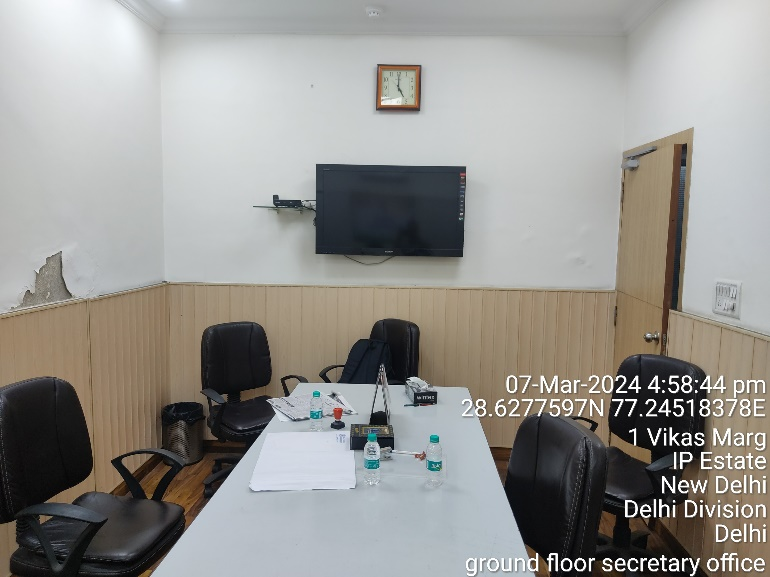 07-Mar-2024 4:58:44 pm
28.6277597N 77.24518378E
1 Vikas Marg
IP Estate
New Delhi
Delhi Division
Delhi
ground floor secretary office